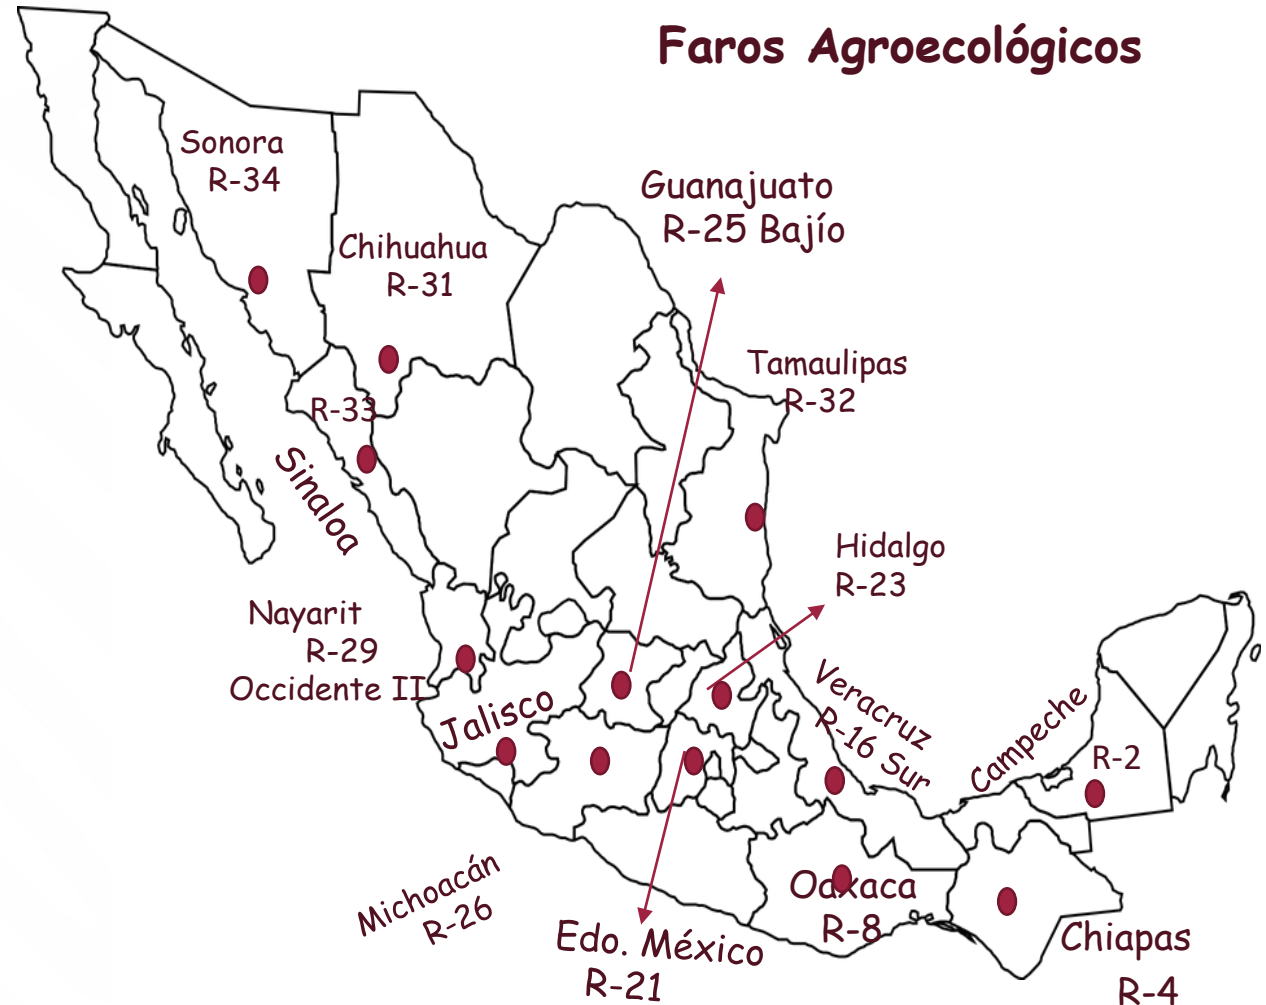 Faros Agroecológicos
Sonora
R-34
Guanajuato
R-25 Bajío
Chihuahua
R-31
Tamaulipas
R-32
R-33
Sinaloa
Hidalgo
R-23
Nayarit
R-29
Occidente II
Jalisco
Veracruz
R-16 Sur
Campeche
R-2
Michoacán
R-26
Oaxaca
R-8
Edo. México
R-21
Chiapas
R-4